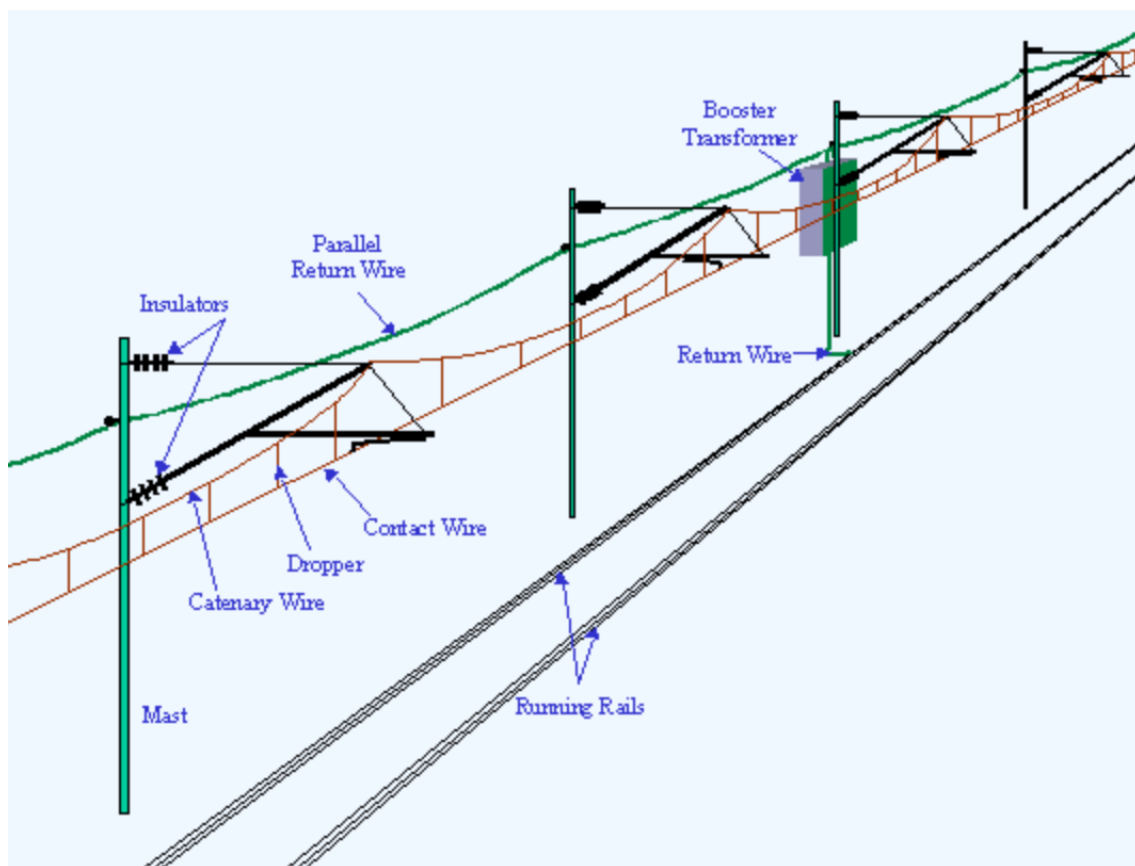 Booster
Transformer
Parallel
Return Wire
Insulators
Return Wire
Contact Wire
Dropper
Catenary Wire
Running Rails
Mast